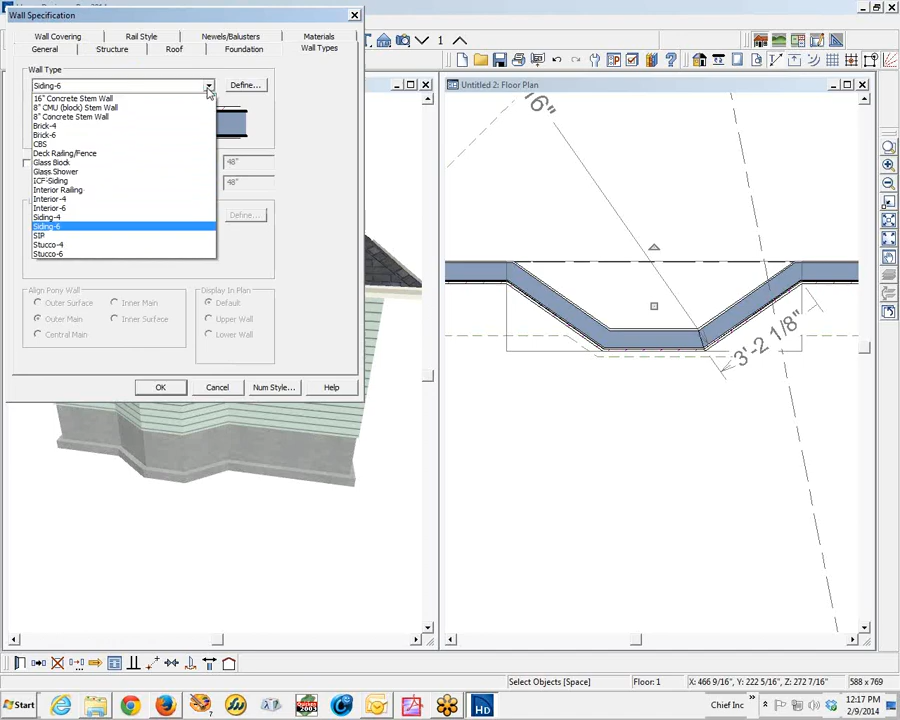 Wall Specification
Wall Covering Rail Style Newels/Balusters Materials
General Structure Roof Foundation Wall Types
Wall Type
Siding-6
Define...
16" Concrete Stem Wall
8" CMU (block) Stem Wall
8" Concrete Stem Wall
Brick-4
Brick-6
CBS
Deck Railing/Fence
Glass Block
Glass Shower
ICF-Siding
Interior Railing
Interior-4
Interior-6
Siding-4
Siding-6
SIP
Stucco-4
Stucco-6
48"
48"
Define...
Align Pony Wall
Outer Surface Inner Main
Outer Main Inner Surface
Central Main
Display In Plan
Default
Upper Wall
Lower Wall
OK Cancel Num Style... Help
Untitled 2: Floor Plan
6"
3'-2 1/8"
Select Objects [Space]
Floor: 1
X: 466 9/16", Y: 222 5/16", Z: 272 7/16"
588 x 769
Start
QUICKEN
2003
Hd
Chief Inc
12:17 PM
2/9/2014